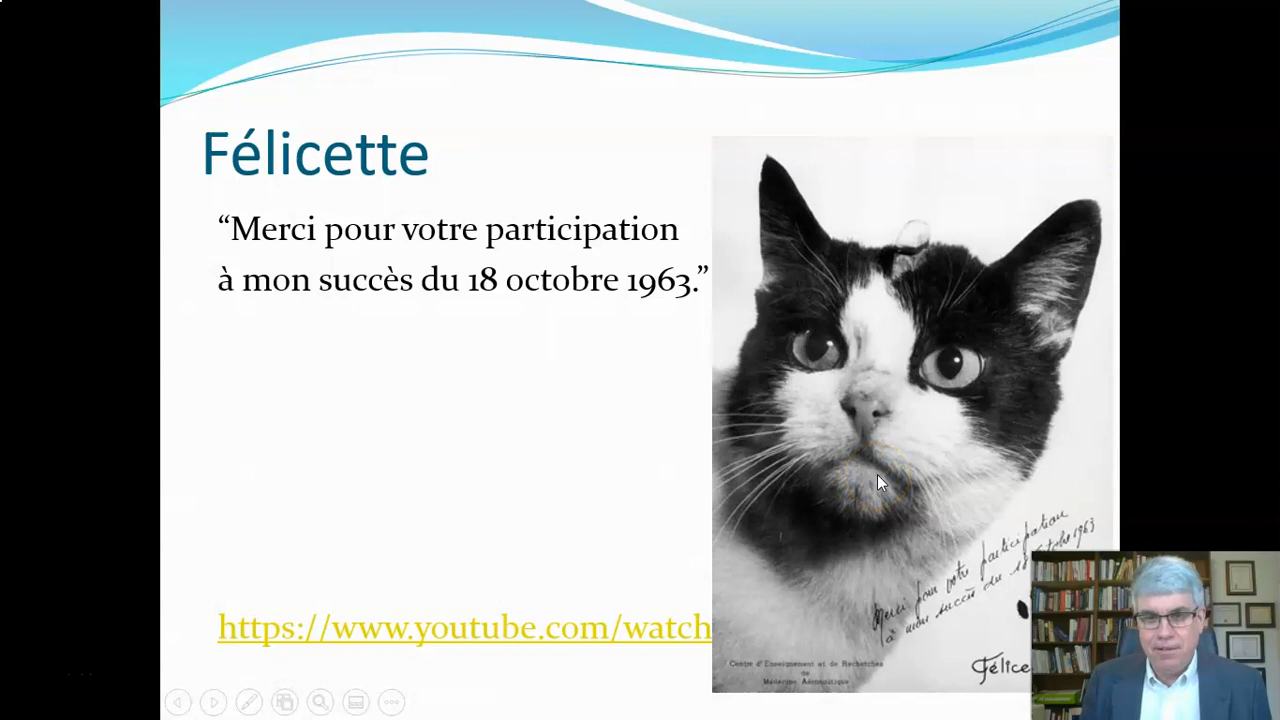 Félicette
“Merci pour votre participation
à mon succès du 18 octobre 1963.”
https://www.youtube.com/watch
Merci pour votre participation
à mon succès du 18 octobre 1963
Centre d'Enseignement et de Recherches
de
Médecine Aéronautique
Félice